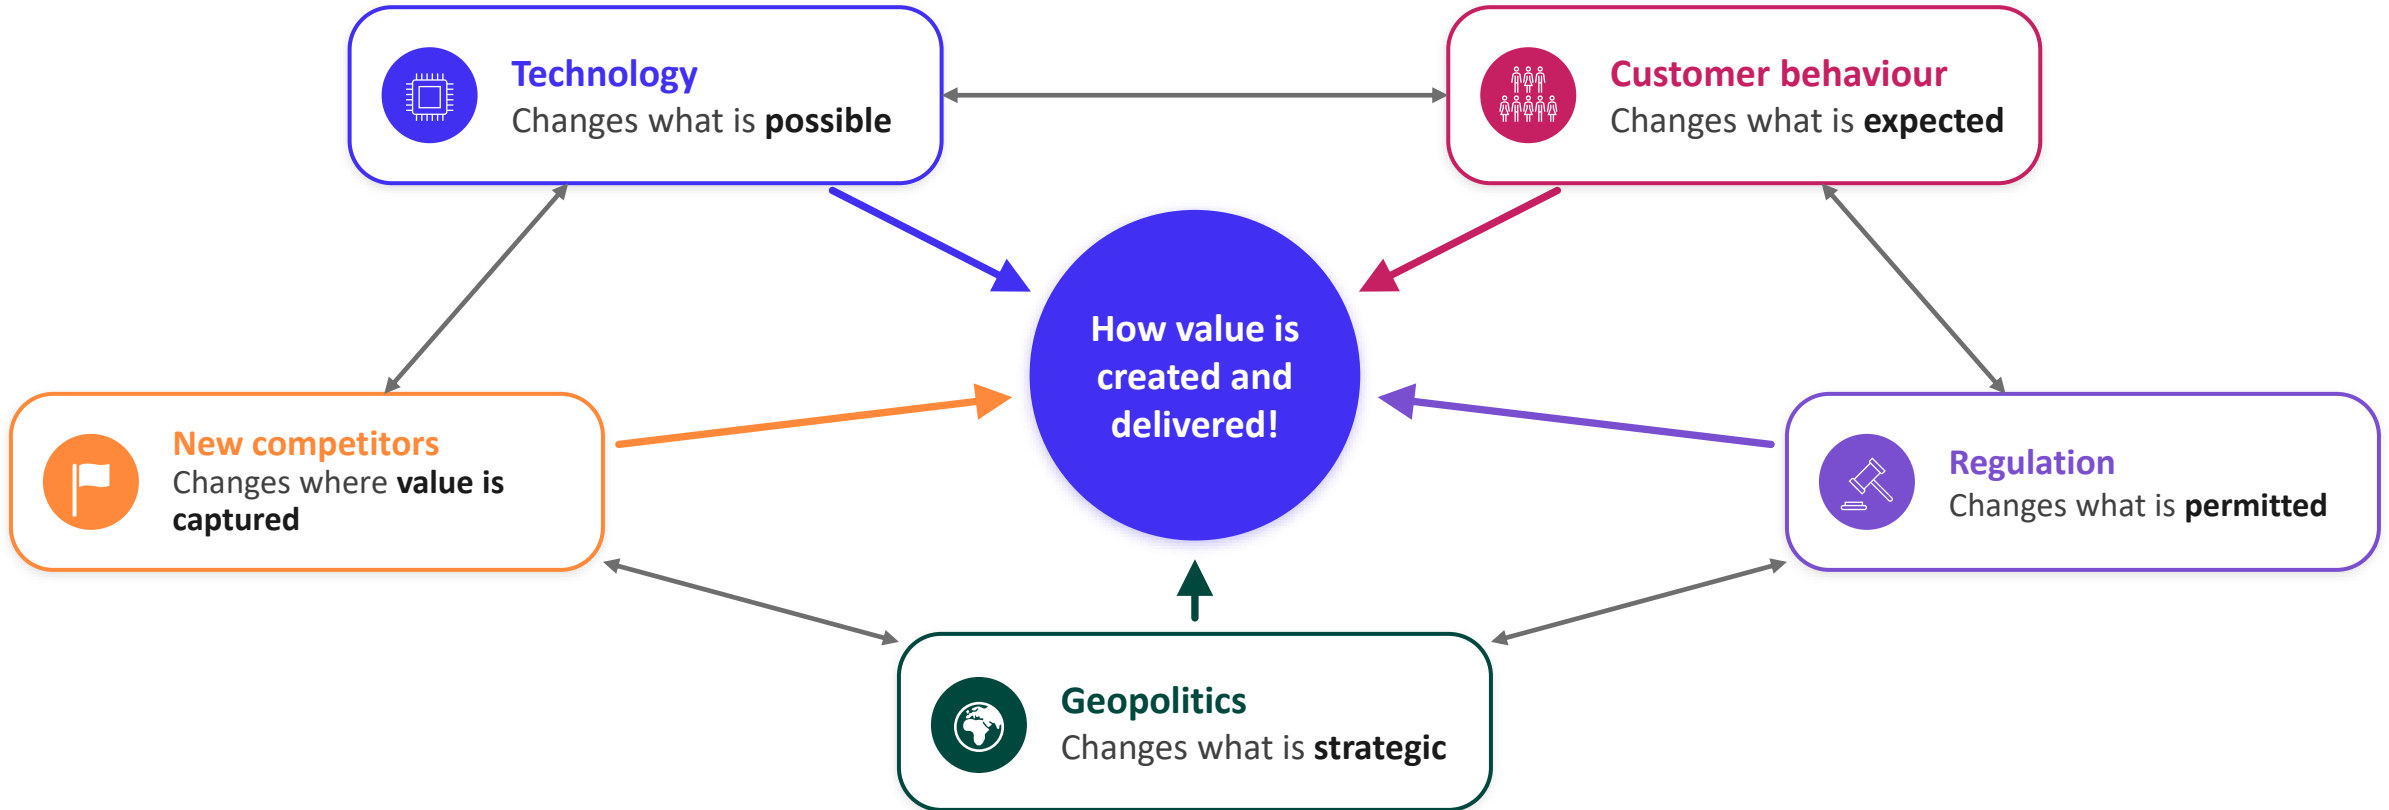 Technology
Changes what is possible
Customer behaviour
Changes what is expected
How value is
created and
delivered!
New competitors
Changes where value is
captured
Regulation
Changes what is permitted
Geopolitics
Changes what is strategic